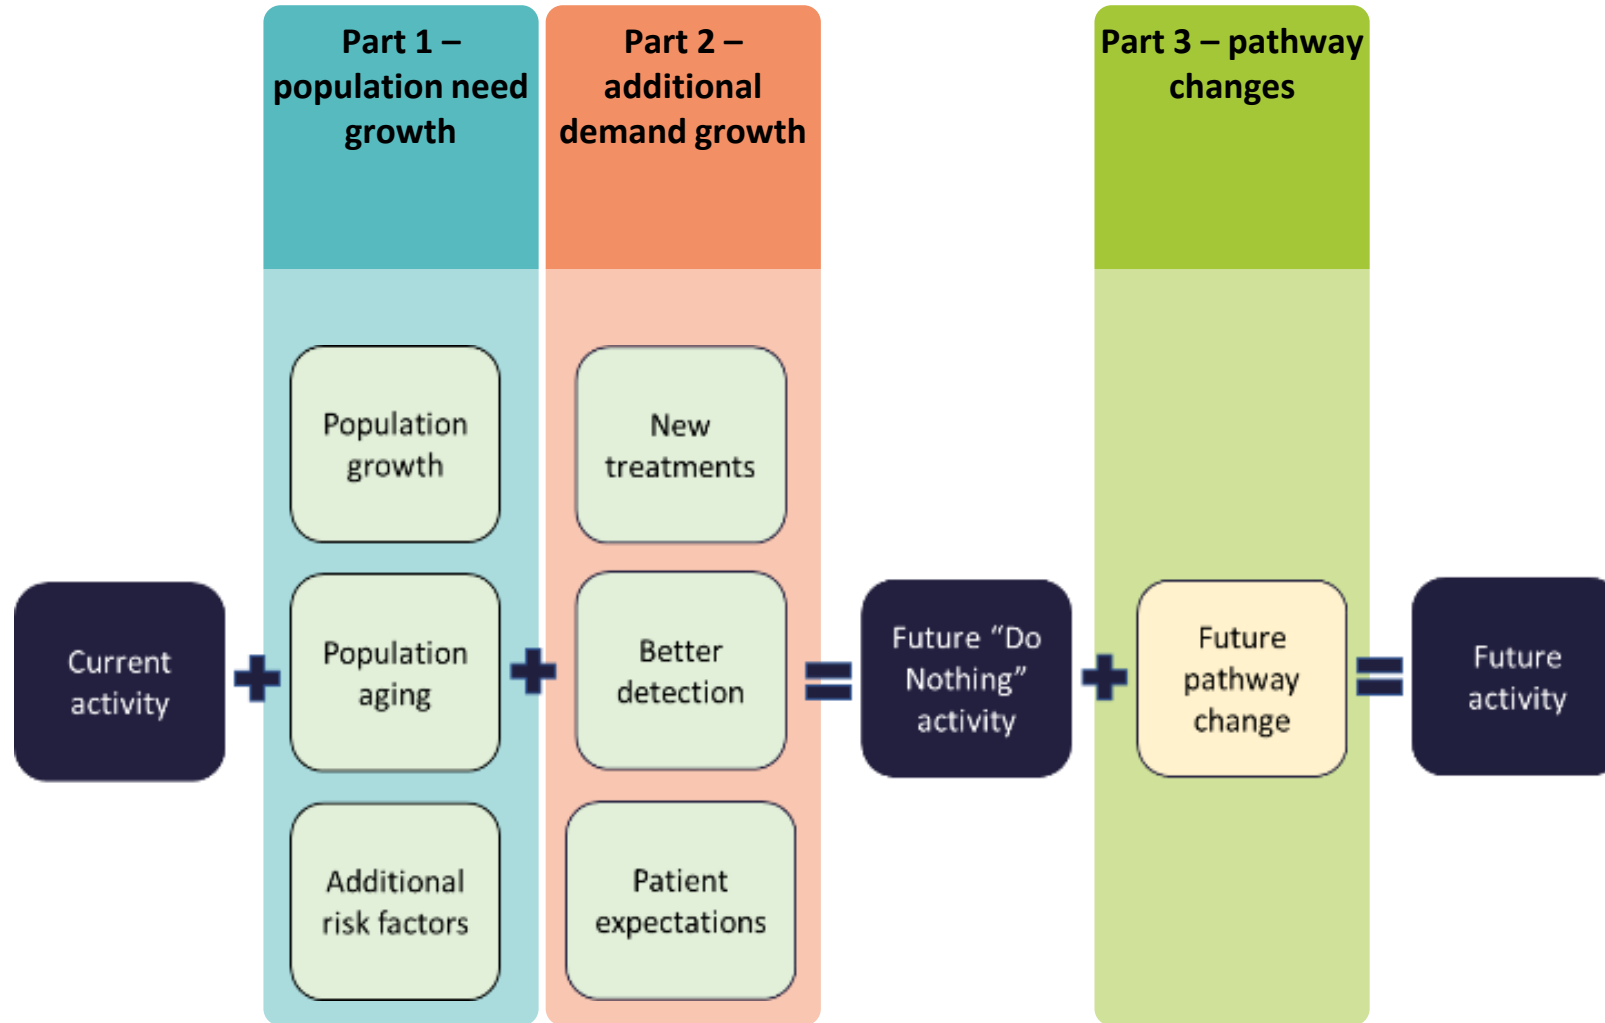 Part 1 –
population need
growth
Part 2 –
additional
demand growth
Part 3 – pathway
changes
Current
activity
+
Population
growth
Population
aging
Additional
risk factors
+
New
treatments
Better
detection
Patient
expectations
=
Future “Do
Nothing”
activity
+
Future
pathway
change
=
Future
activity